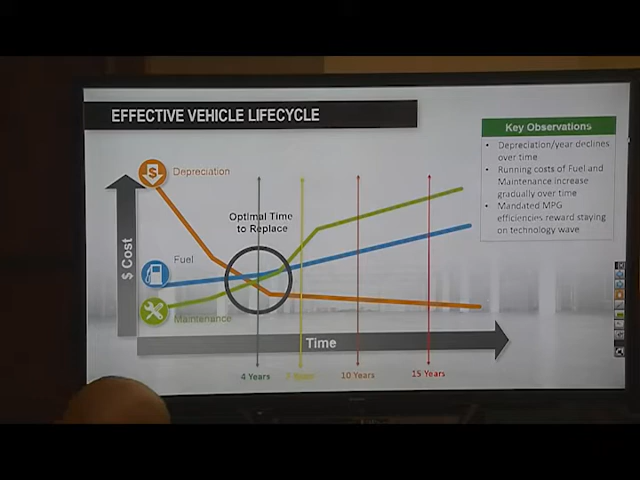 EFFECTIVE VEHICLE LIFECYCLE
Key Observations
• Depreciation/year declines
over time
• Running costs of Fuel and
Maintenance increase
gradually over time
• Mandated MPG
efficiencies reward staying
on technology wave
$
Depreciation
Optimal Time
to Replace
$ Cost
Fuel
Maintenance
Time
4 Years
10 Years
15 Years